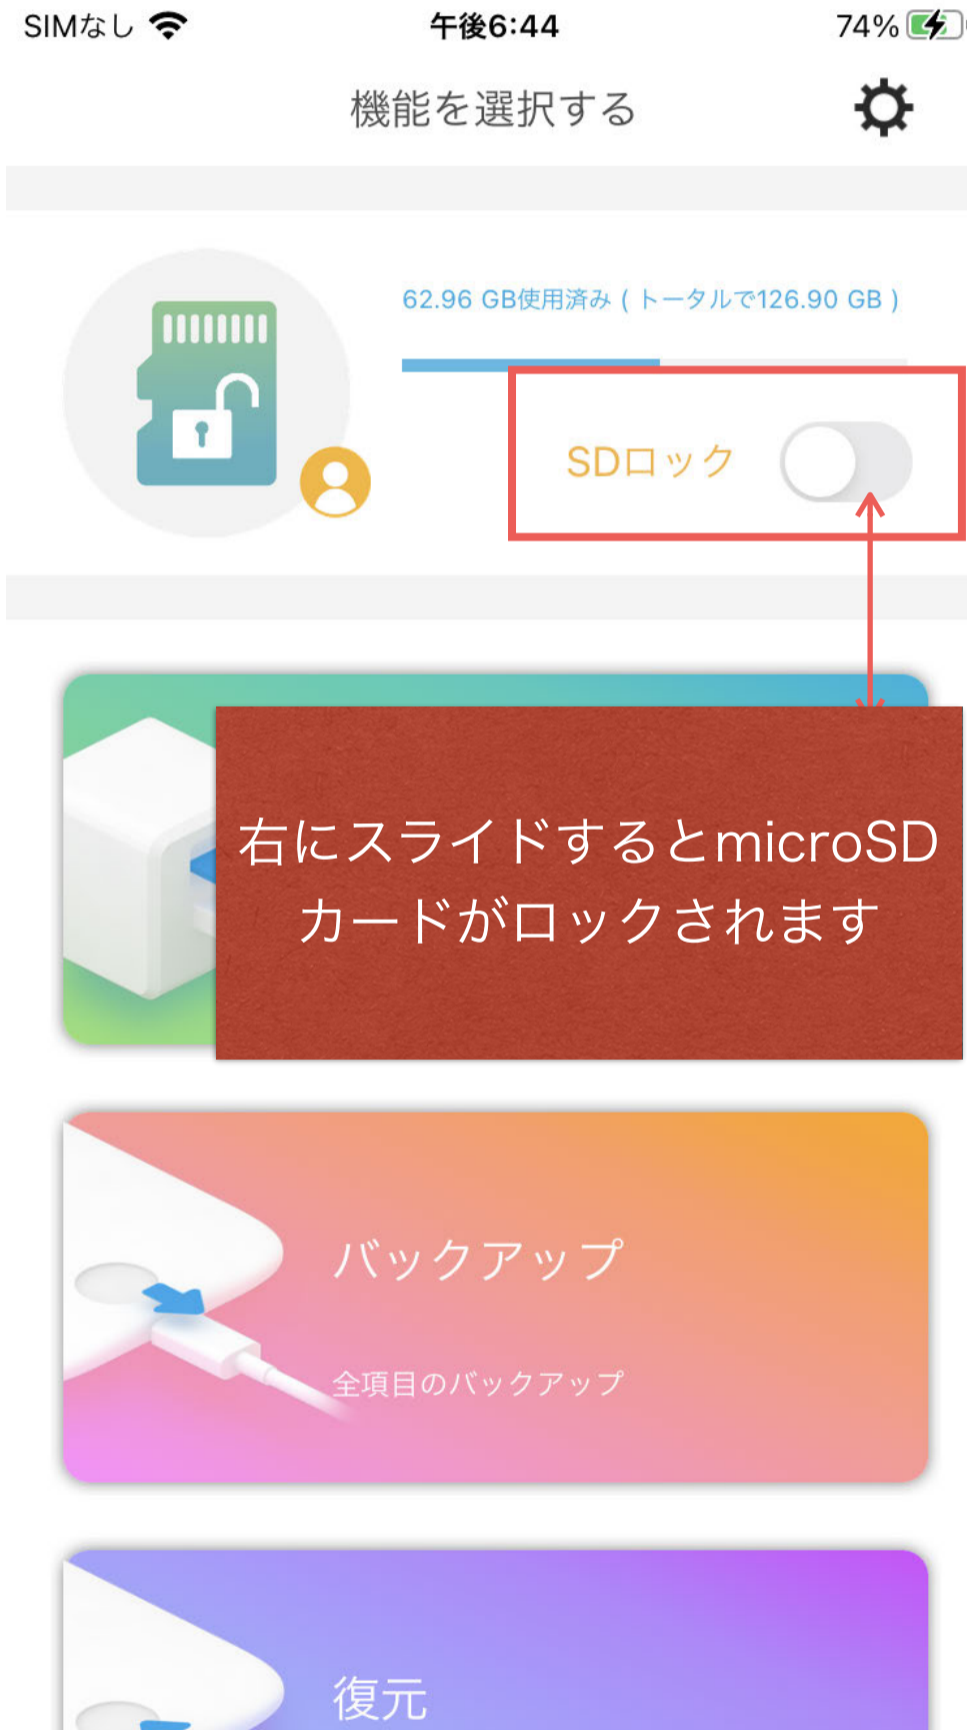 SIMなし 午後6:44 74%
機能を選択する
62.96 GB使用済み ( トータルで126.90 GB )
SDロック
右にスライドするとmicroSD
カードがロックされます
バックアップ
全項目のバックアップ
復元